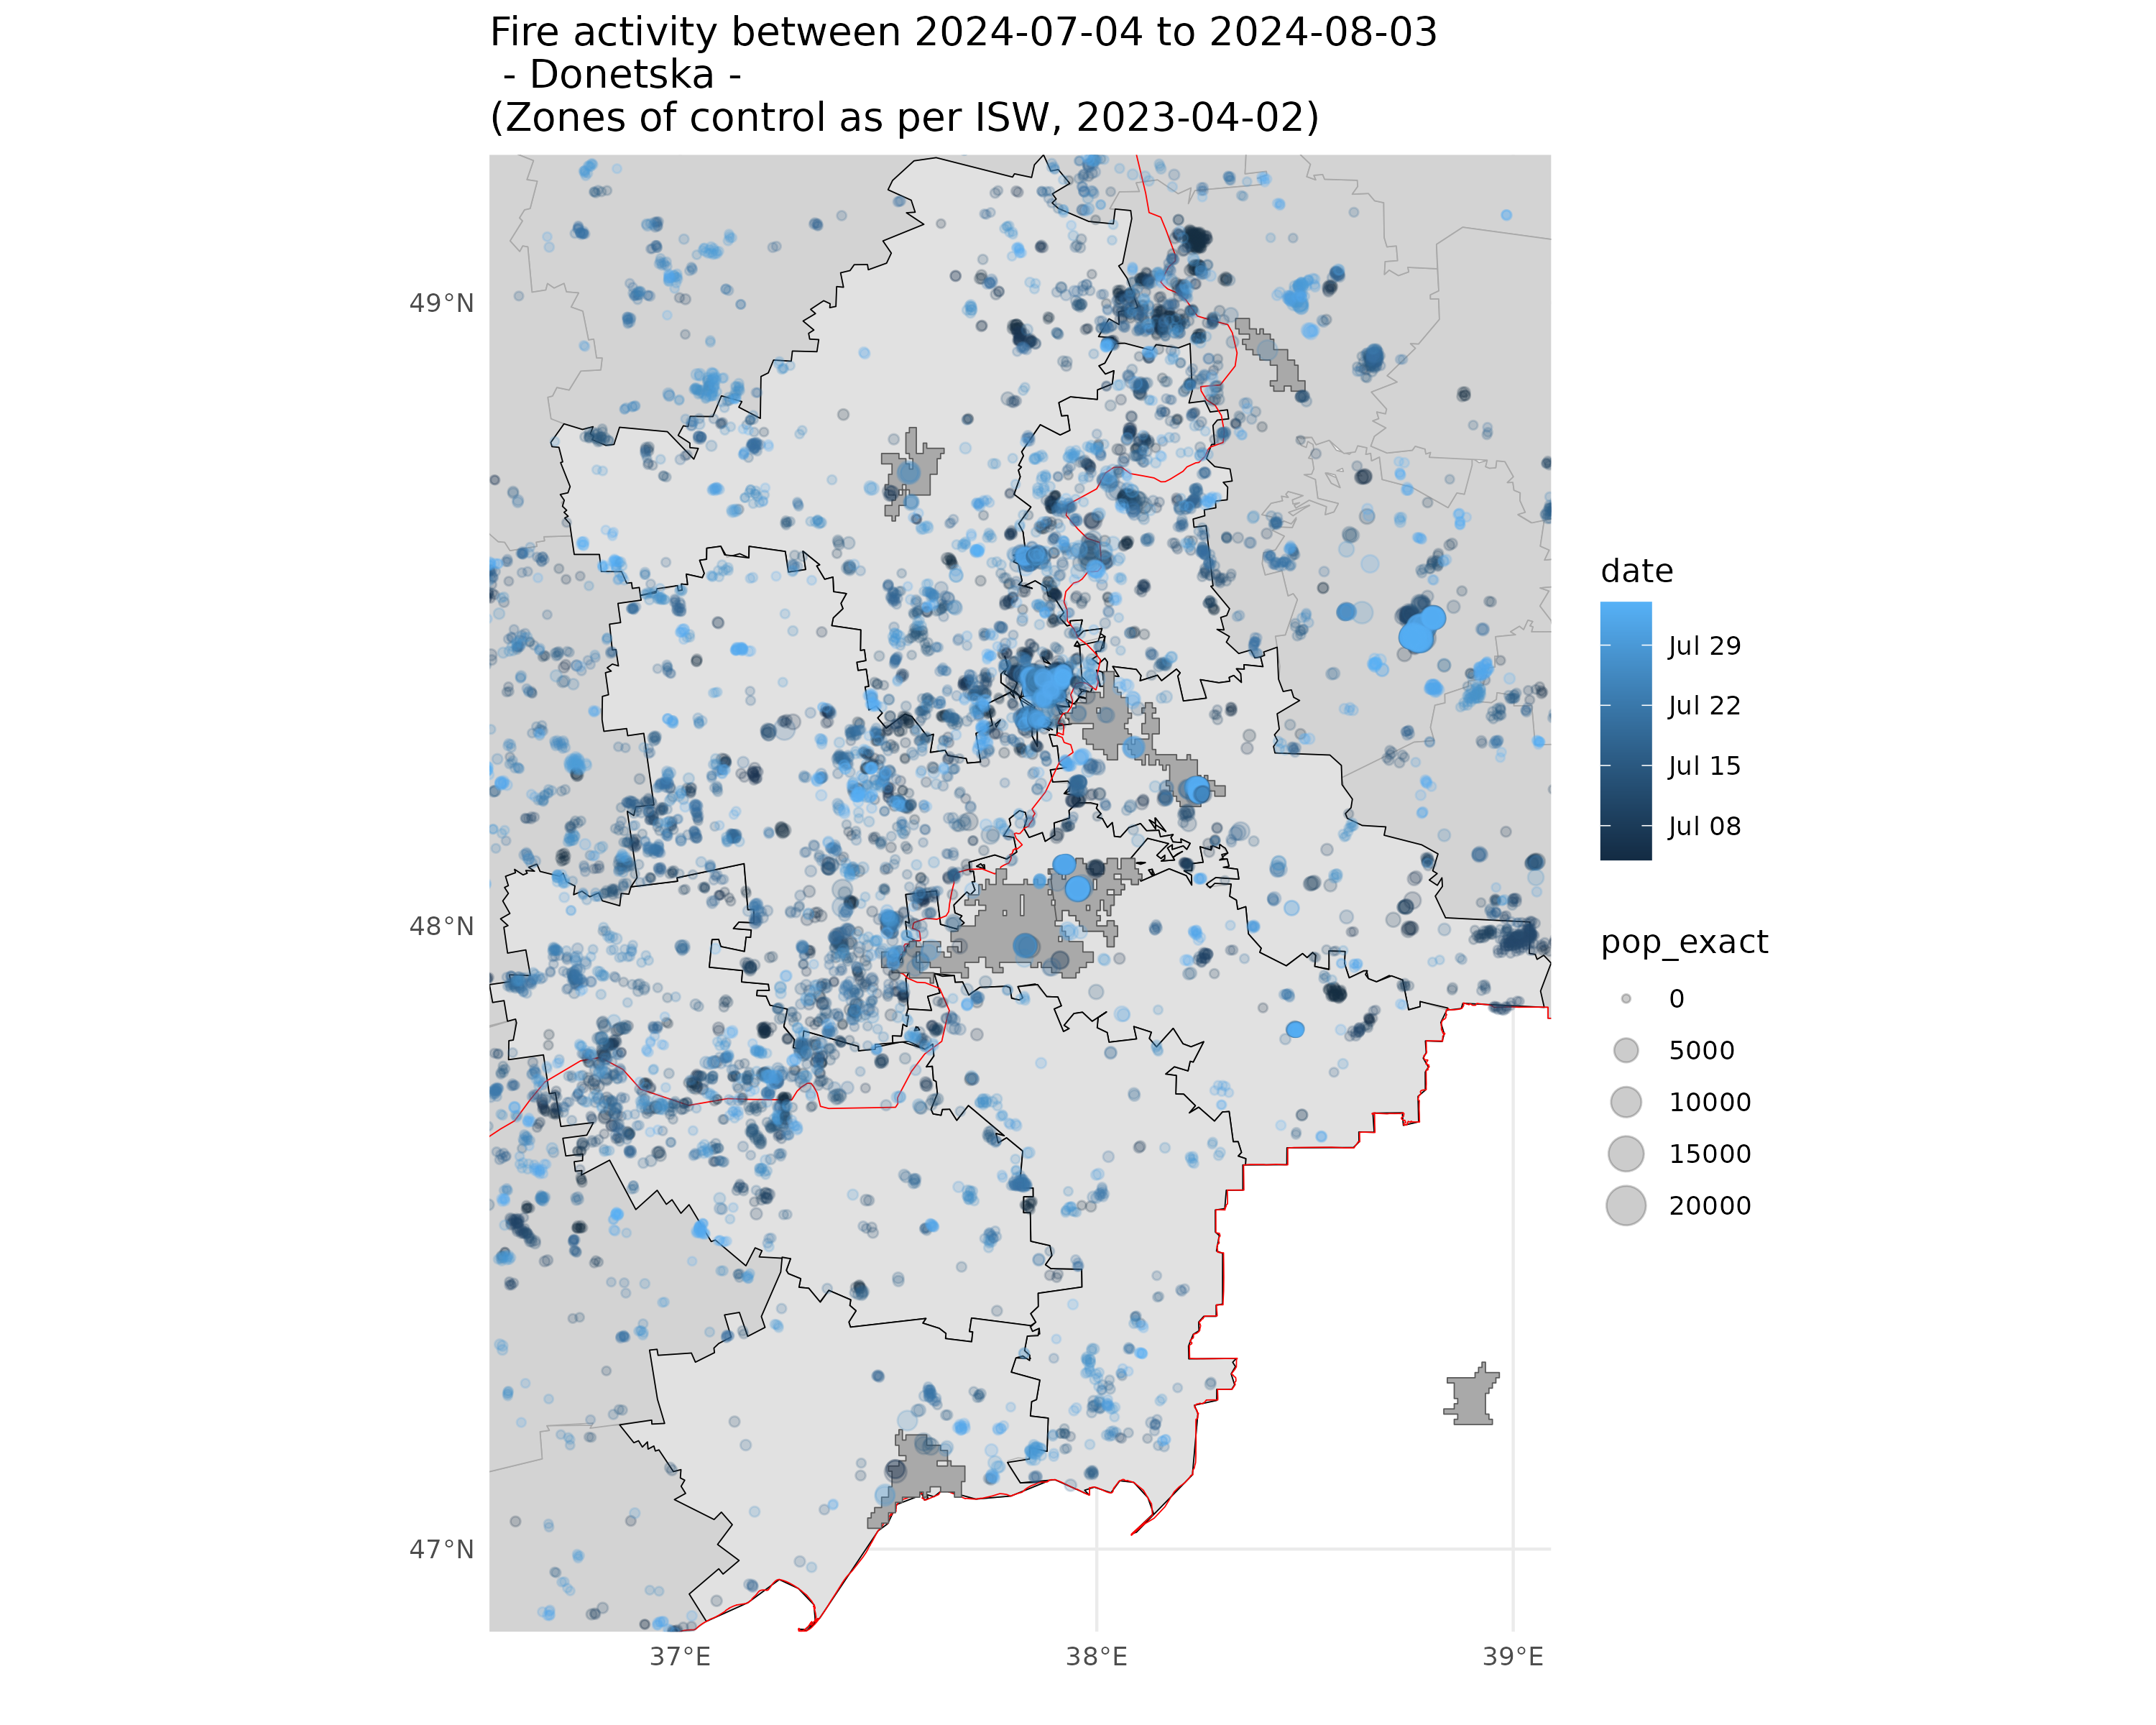 Fire activity between 2024-07-04 to 2024-08-03
- Donetska -
(Zones of control as per ISW, 2023-04-02)
49°N
48°N
47°N
37°E
38°E
39°E
date
Jul 29
Jul 22
Jul 15
Jul 08
pop_exact
0
5000
10000
15000
20000